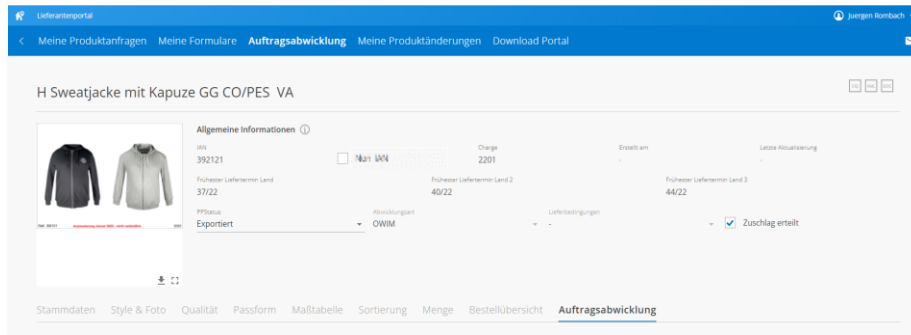 Lieferantenportal
Juergen Rombach
Meine Produktanfragen Meine Formulare Auftragsabwicklung Meine Produktänderungen Download Portal
H Sweatjacke mit Kapuze GG CO/PES VA
Allgemeine Informationen
IAN Charge Erstellt am Letzte Aktualisierung
392121 Nun IAN 2201 - -
Frühester Liefertermin Land Frühester Liefertermin Land 2 Frühester Liefertermin Land 3
37/22 40/22 44/22
PPStatus Abwicklungsart Lieferbedingungen
Exportiert OWIM - Zuschlag erteilt
Stammdaten Style & Foto Qualität Passform Maßtabelle Sortierung Menge Bestellübersicht Auftragsabwicklung